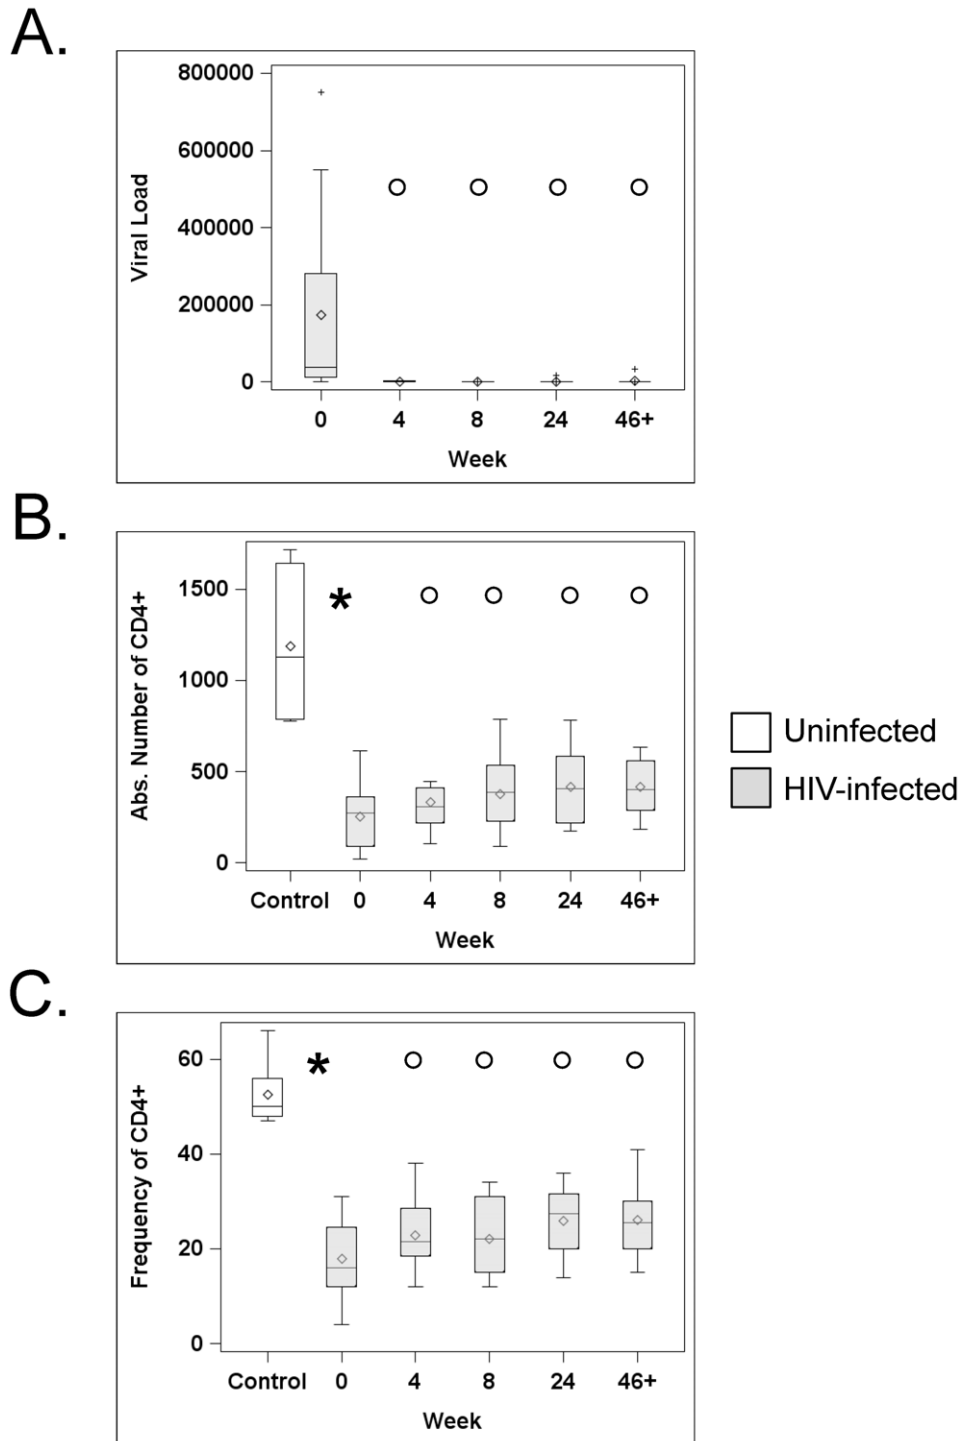 A.
Viral Load
800000
600000
400000
200000
0
0 4 8 24 46+
Week
B.
Abs. Number of CD4+
1500
1000
500
0
*
Control 0 4 8 24 46+
Week
Uninfected
HIV-infected
C.
Frequency of CD4+
60
40
20
0
*
Control 0 4 8 24 46+
Week